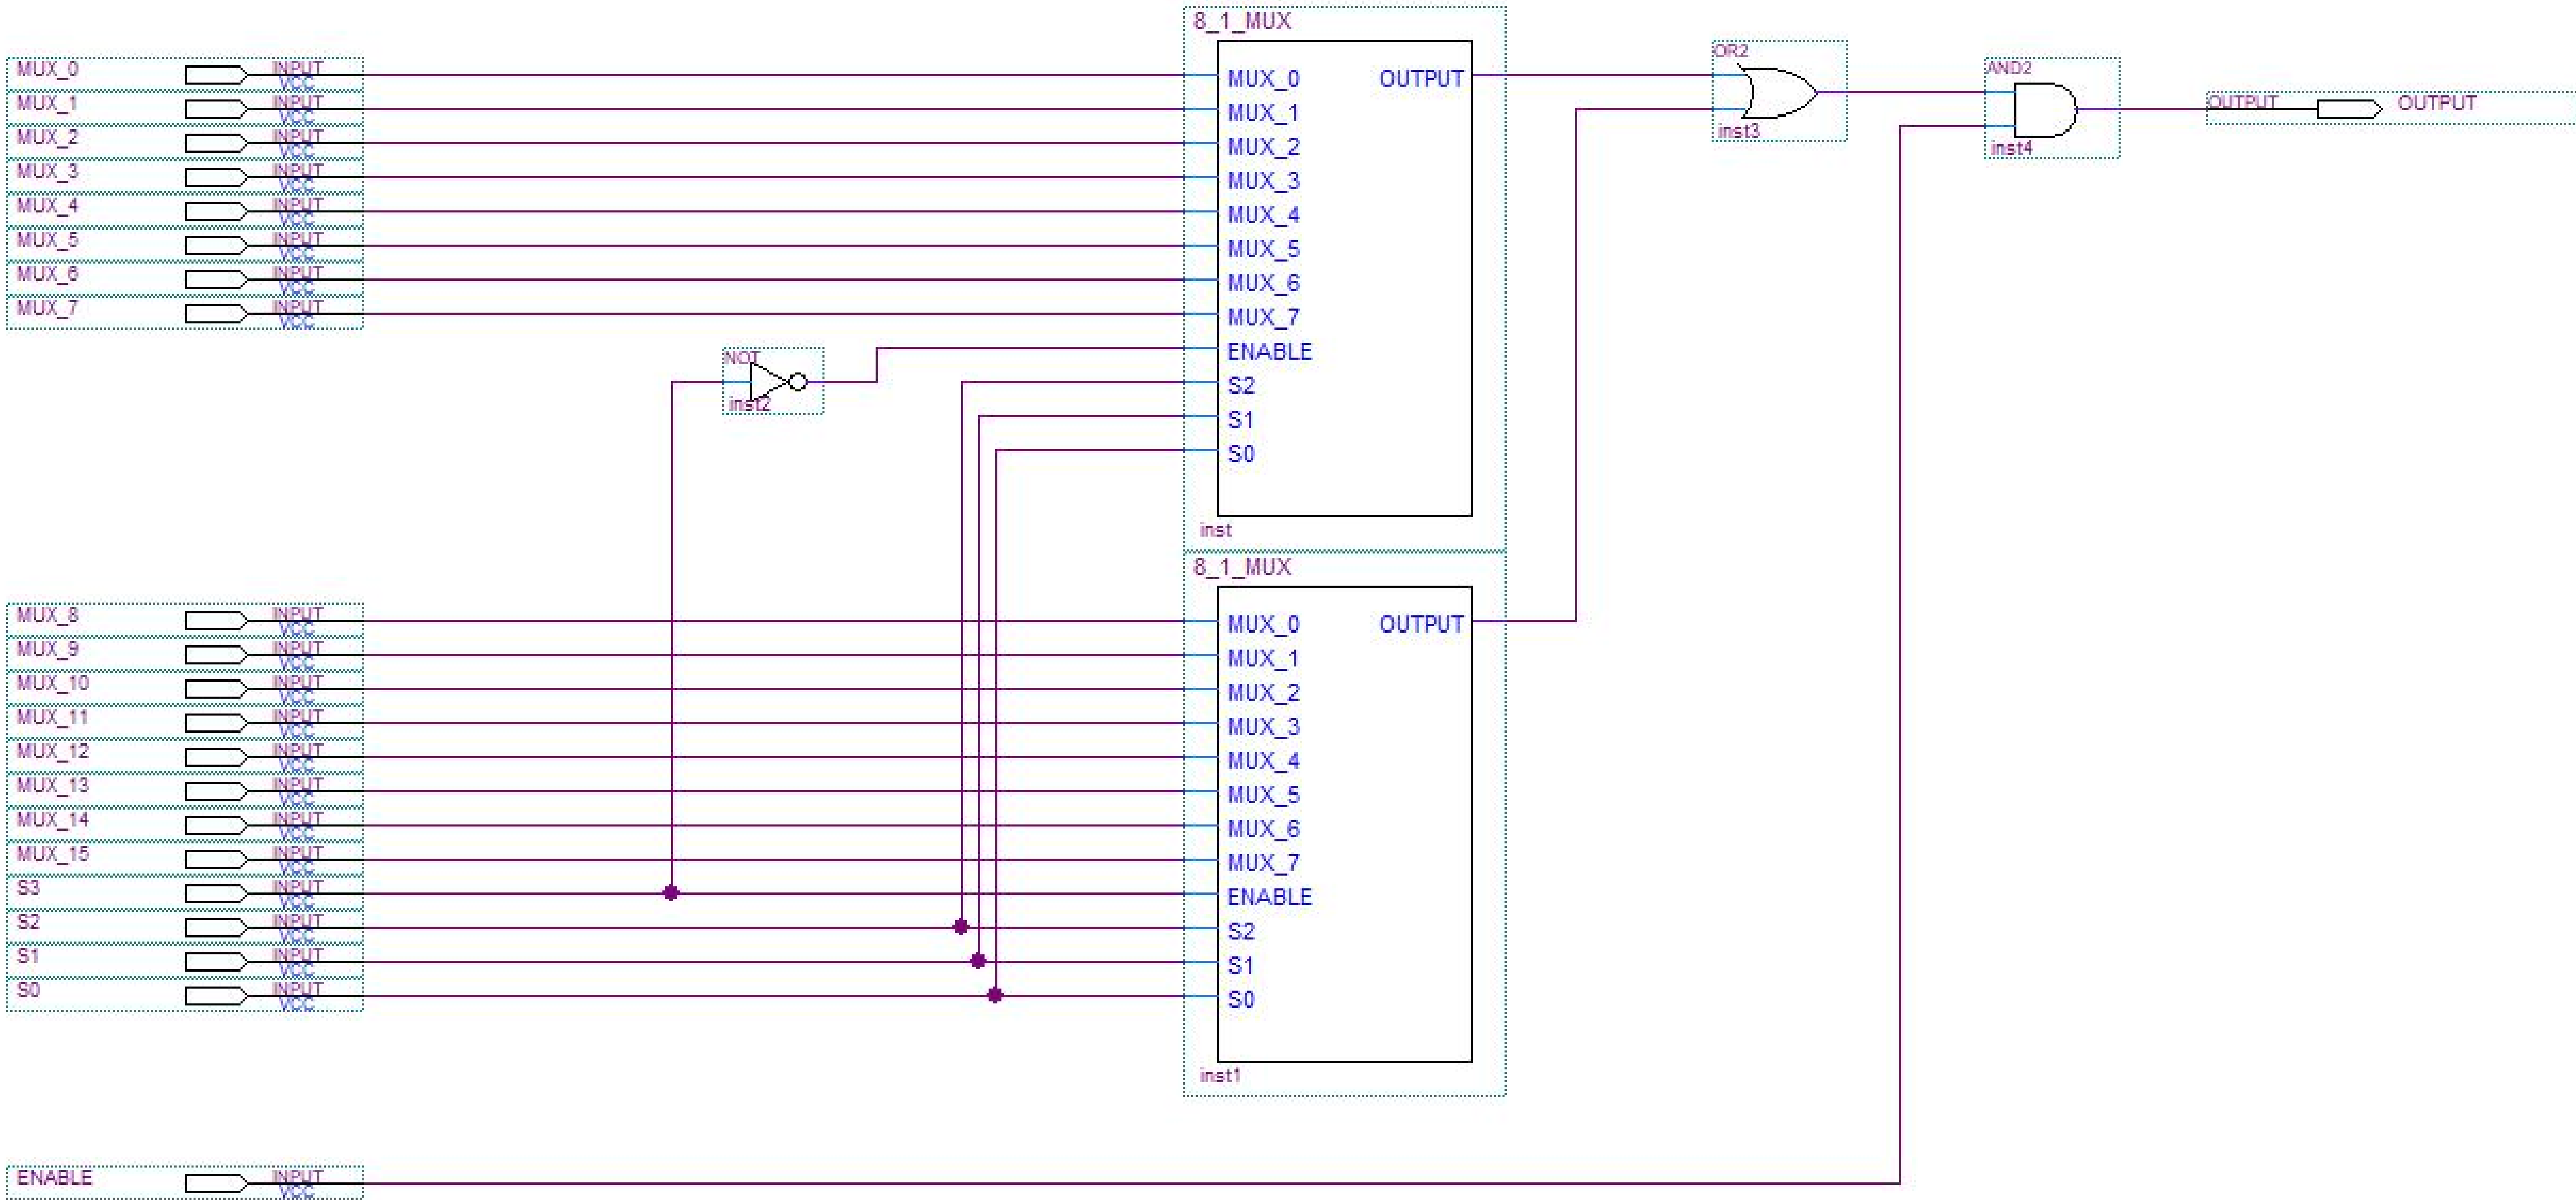 8_1_MUX
MUX_0 INPUT VCC
MUX_1 INPUT VCC
MUX_2 INPUT VCC
MUX_3 INPUT VCC
MUX_4 INPUT VCC
MUX_5 INPUT VCC
MUX_6 INPUT VCC
MUX_7 INPUT VCC
MUX_0 OUTPUT
MUX_1
MUX_2
MUX_3
MUX_4
MUX_5
MUX_6
MUX_7
ENABLE
S2
S1
S0
inst
NOT
inst2
OR2
inst3
AND2
inst4
OUTPUT OUTPUT
8_1_MUX
MUX_8 INPUT VCC
MUX_9 INPUT VCC
MUX_10 INPUT VCC
MUX_11 INPUT VCC
MUX_12 INPUT VCC
MUX_13 INPUT VCC
MUX_14 INPUT VCC
MUX_15 INPUT VCC
S3 INPUT VCC
S2 INPUT VCC
S1 INPUT VCC
S0 INPUT VCC
MUX_0 OUTPUT
MUX_1
MUX_2
MUX_3
MUX_4
MUX_5
MUX_6
MUX_7
ENABLE
S2
S1
S0
inst1
ENABLE INPUT VCC